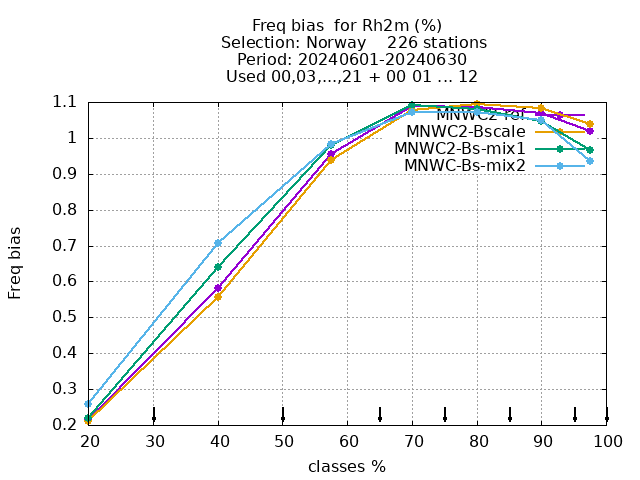 Freq bias  for Rh2m (%)
Selection: Norway    226 stations
Period: 20240601-20240630
Used 00,03,...,21 + 00 01 ... 12
1.1
1
0.9
0.8
0.7
0.6
0.5
0.4
0.3
0.2
Freq bias
MNWC2-Bscale
MNWC2-Bs-mix1
MNWC-Bs-mix2
20 30 40 50 60 70 80 90 100
classes %